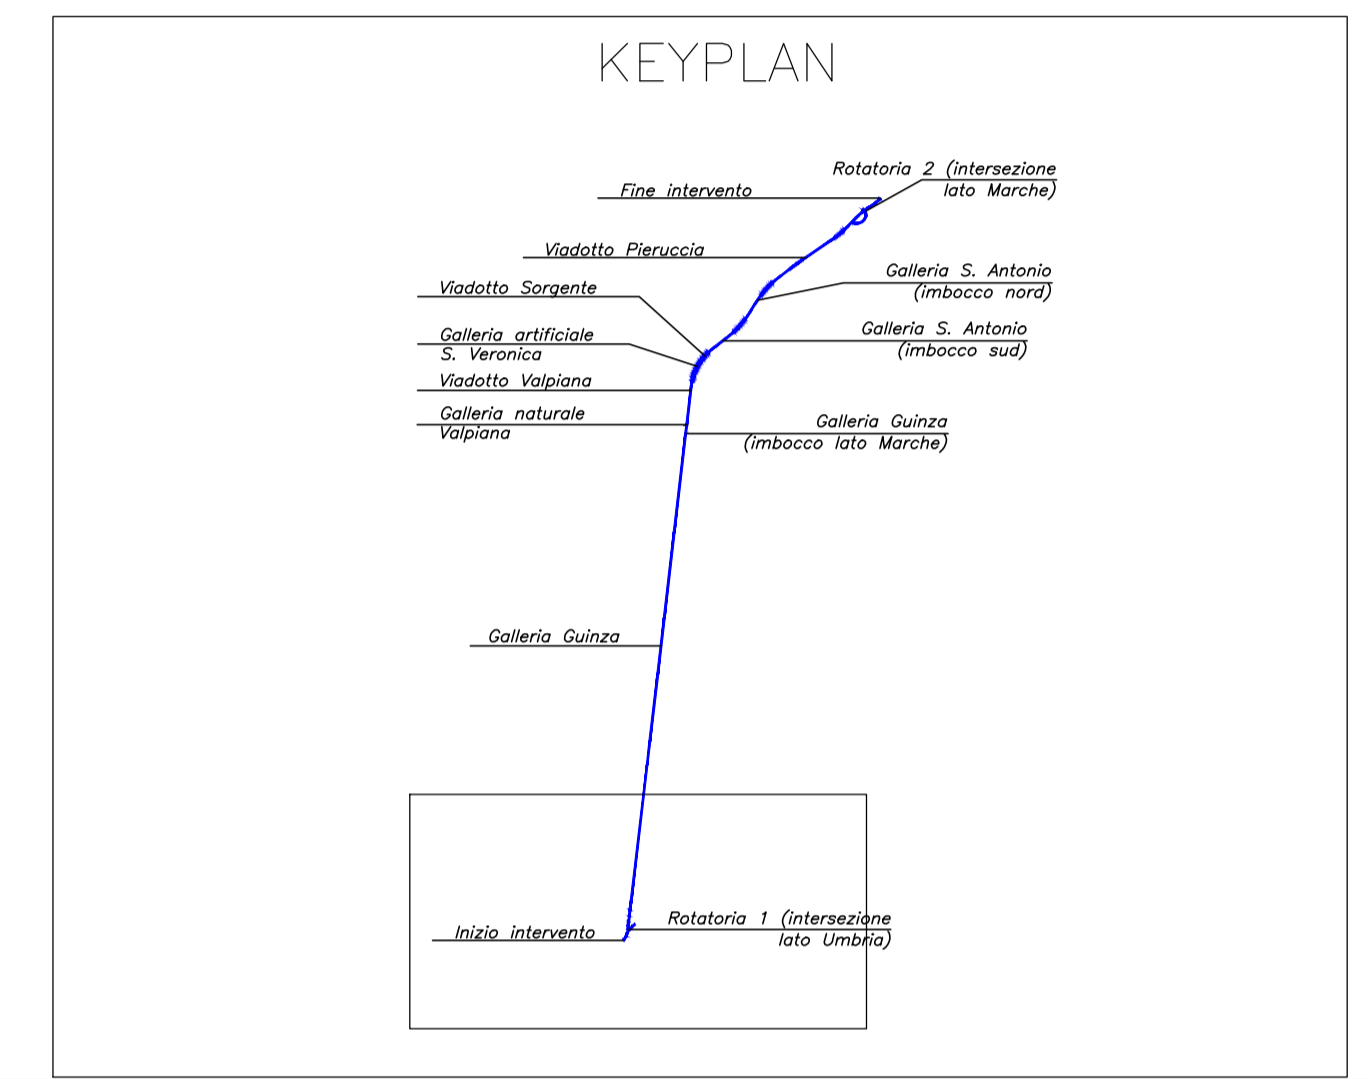 KEYPLAN
Rotatoria 2 (intersezione
lato Marche)
Fine intervento
Viadotto Pieruccia
Galleria S. Antonio
(imbocco nord)
Viadotto Sorgente
Galleria S. Antonio
(imbocco sud)
Galleria artificiale
S. Veronica
Viadotto Valpiana
Galleria naturale
Valpiana
Galleria Guinza
(imbocco lato Marche)
Galleria Guinza
Rotatoria 1 (intersezione
lato Umbria)
Inizio intervento